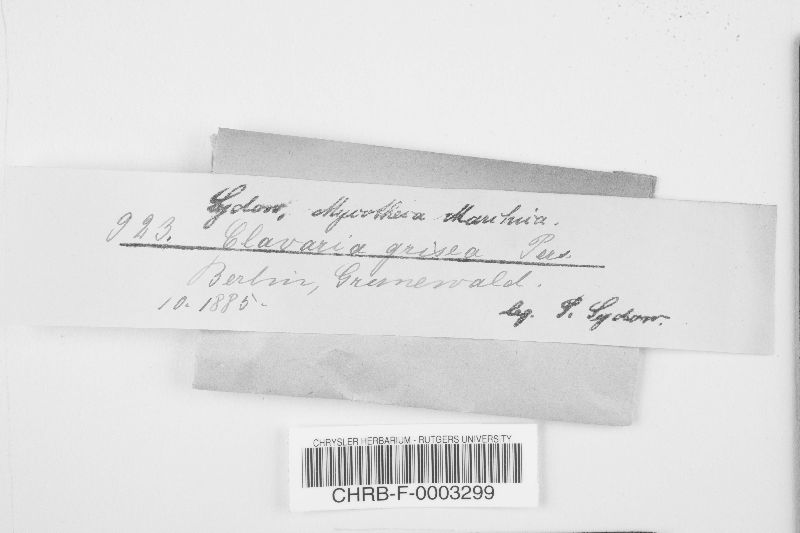 Sydow, Mycotheca Marchica.
923. Clavaria grisea Pers.
Berlin, Grunewald.
10. 1885.
leg. P. Sydow.
CHRYSLER HERBARIUM - RUTGERS UNIVERSITY
CHRB-F-0003299